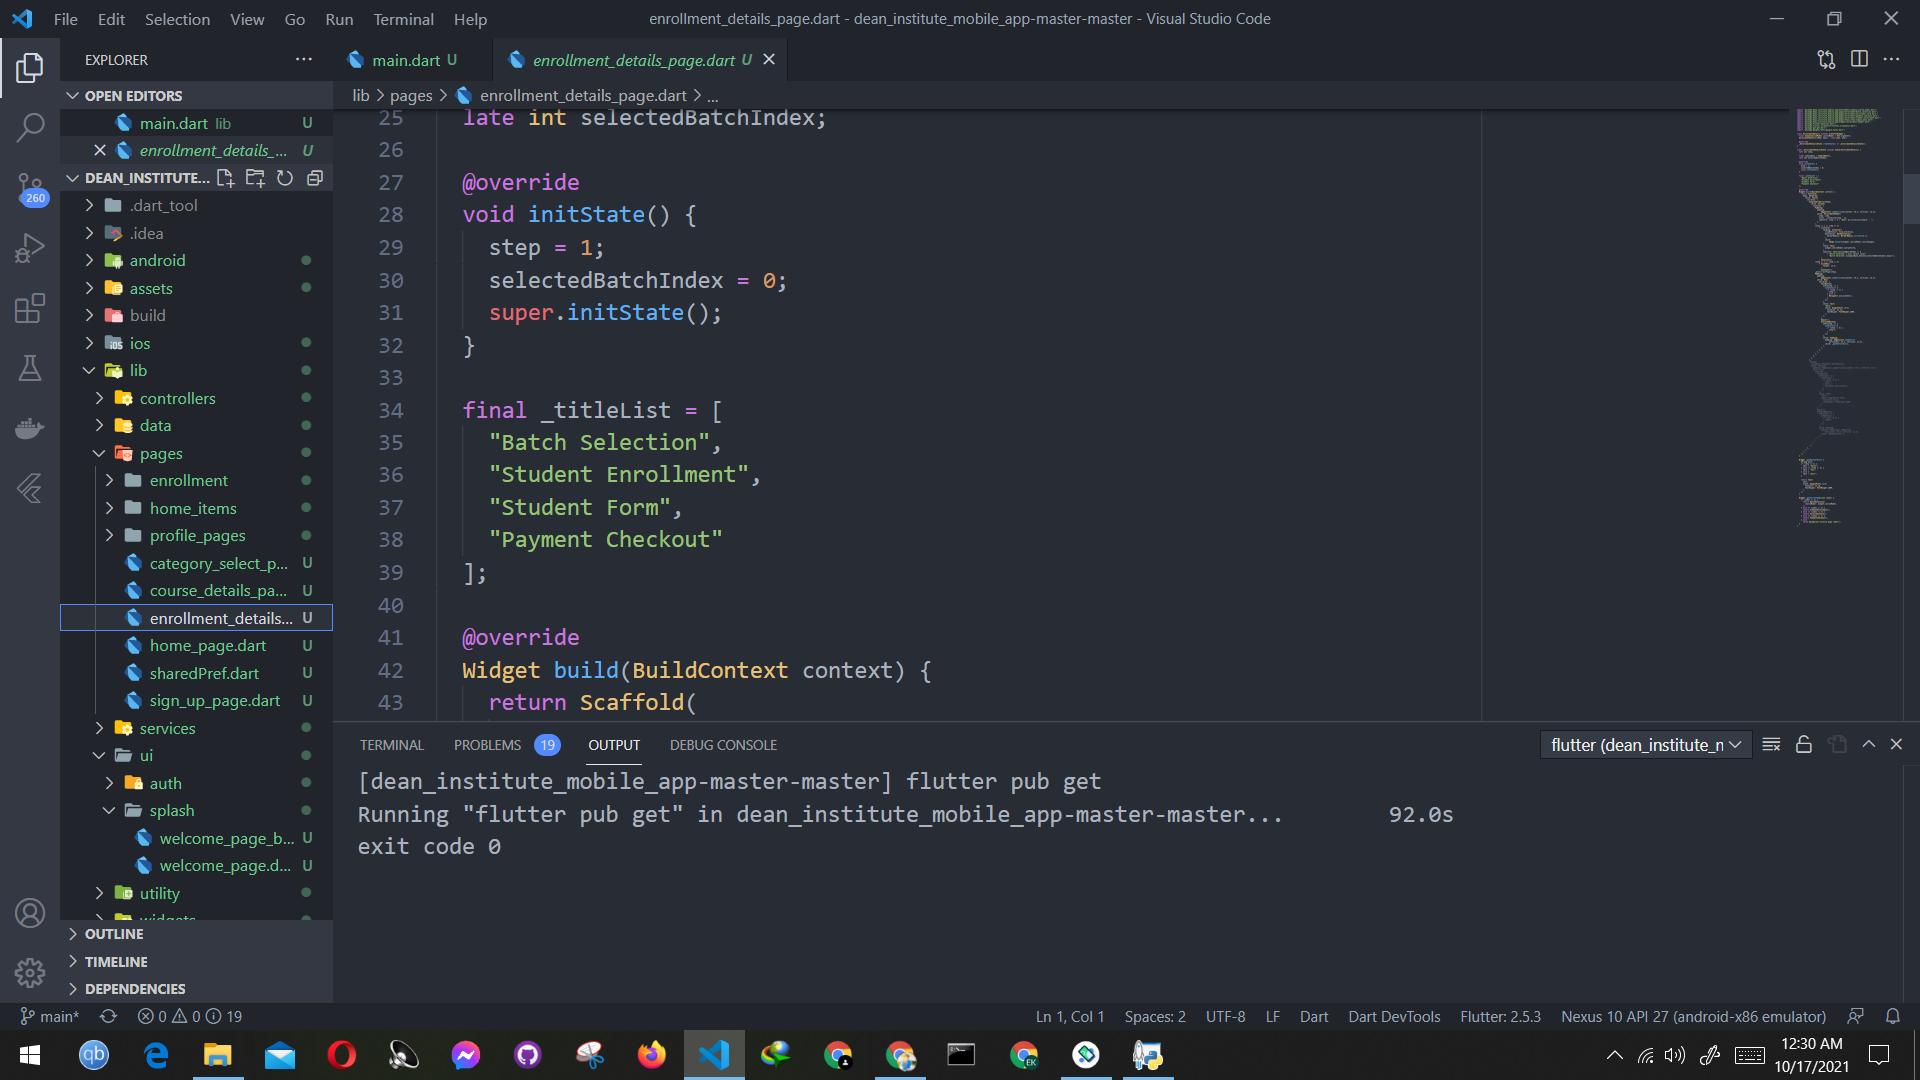 File Edit Selection View Go Run Terminal Help
enrollment_details_page.dart - dean_institute_mobile_app-master-master - Visual Studio Code
EXPLORER
OPEN EDITORS
main.dart lib U
enrollment_details_... U
DEAN_INSTITUTE...
.dart_tool
.idea
android
assets
build
ios
lib
controllers
data
pages
enrollment
home_items
profile_pages
category_select_p... U
course_details_pa... U
enrollment_details... U
home_page.dart U
sharedPref.dart U
sign_up_page.dart U
services
ui
auth
splash
welcome_page_b... U
welcome_page.d... U
utility
widgets
OUTLINE
TIMELINE
DEPENDENCIES
260
main.dart U
enrollment_details_page.dart U
lib > pages > enrollment_details_page.dart > ...
25 late int selectedBatchIndex;
26
27 @override
28 void initState() {
29 step = 1;
30 selectedBatchIndex = 0;
31 super.initState();
32 }
33
34 final _titleList = [
35 "Batch Selection",
36 "Student Enrollment",
37 "Student Form",
38 "Payment Checkout"
39 ];
40
41 @override
42 Widget build(BuildContext context) {
43 return Scaffold(
TERMINAL PROBLEMS 19 OUTPUT DEBUG CONSOLE
flutter (dean_institute_n
[dean_institute_mobile_app-master-master] flutter pub get
Running "flutter pub get" in dean_institute_mobile_app-master-master... 92.0s
exit code 0
main* 0 0 19
Ln 1, Col 1 Spaces: 2 UTF-8 LF Dart Dart DevTools Flutter: 2.5.3 Nexus 10 API 27 (android-x86 emulator)
qb
EK
12:30 AM
10/17/2021